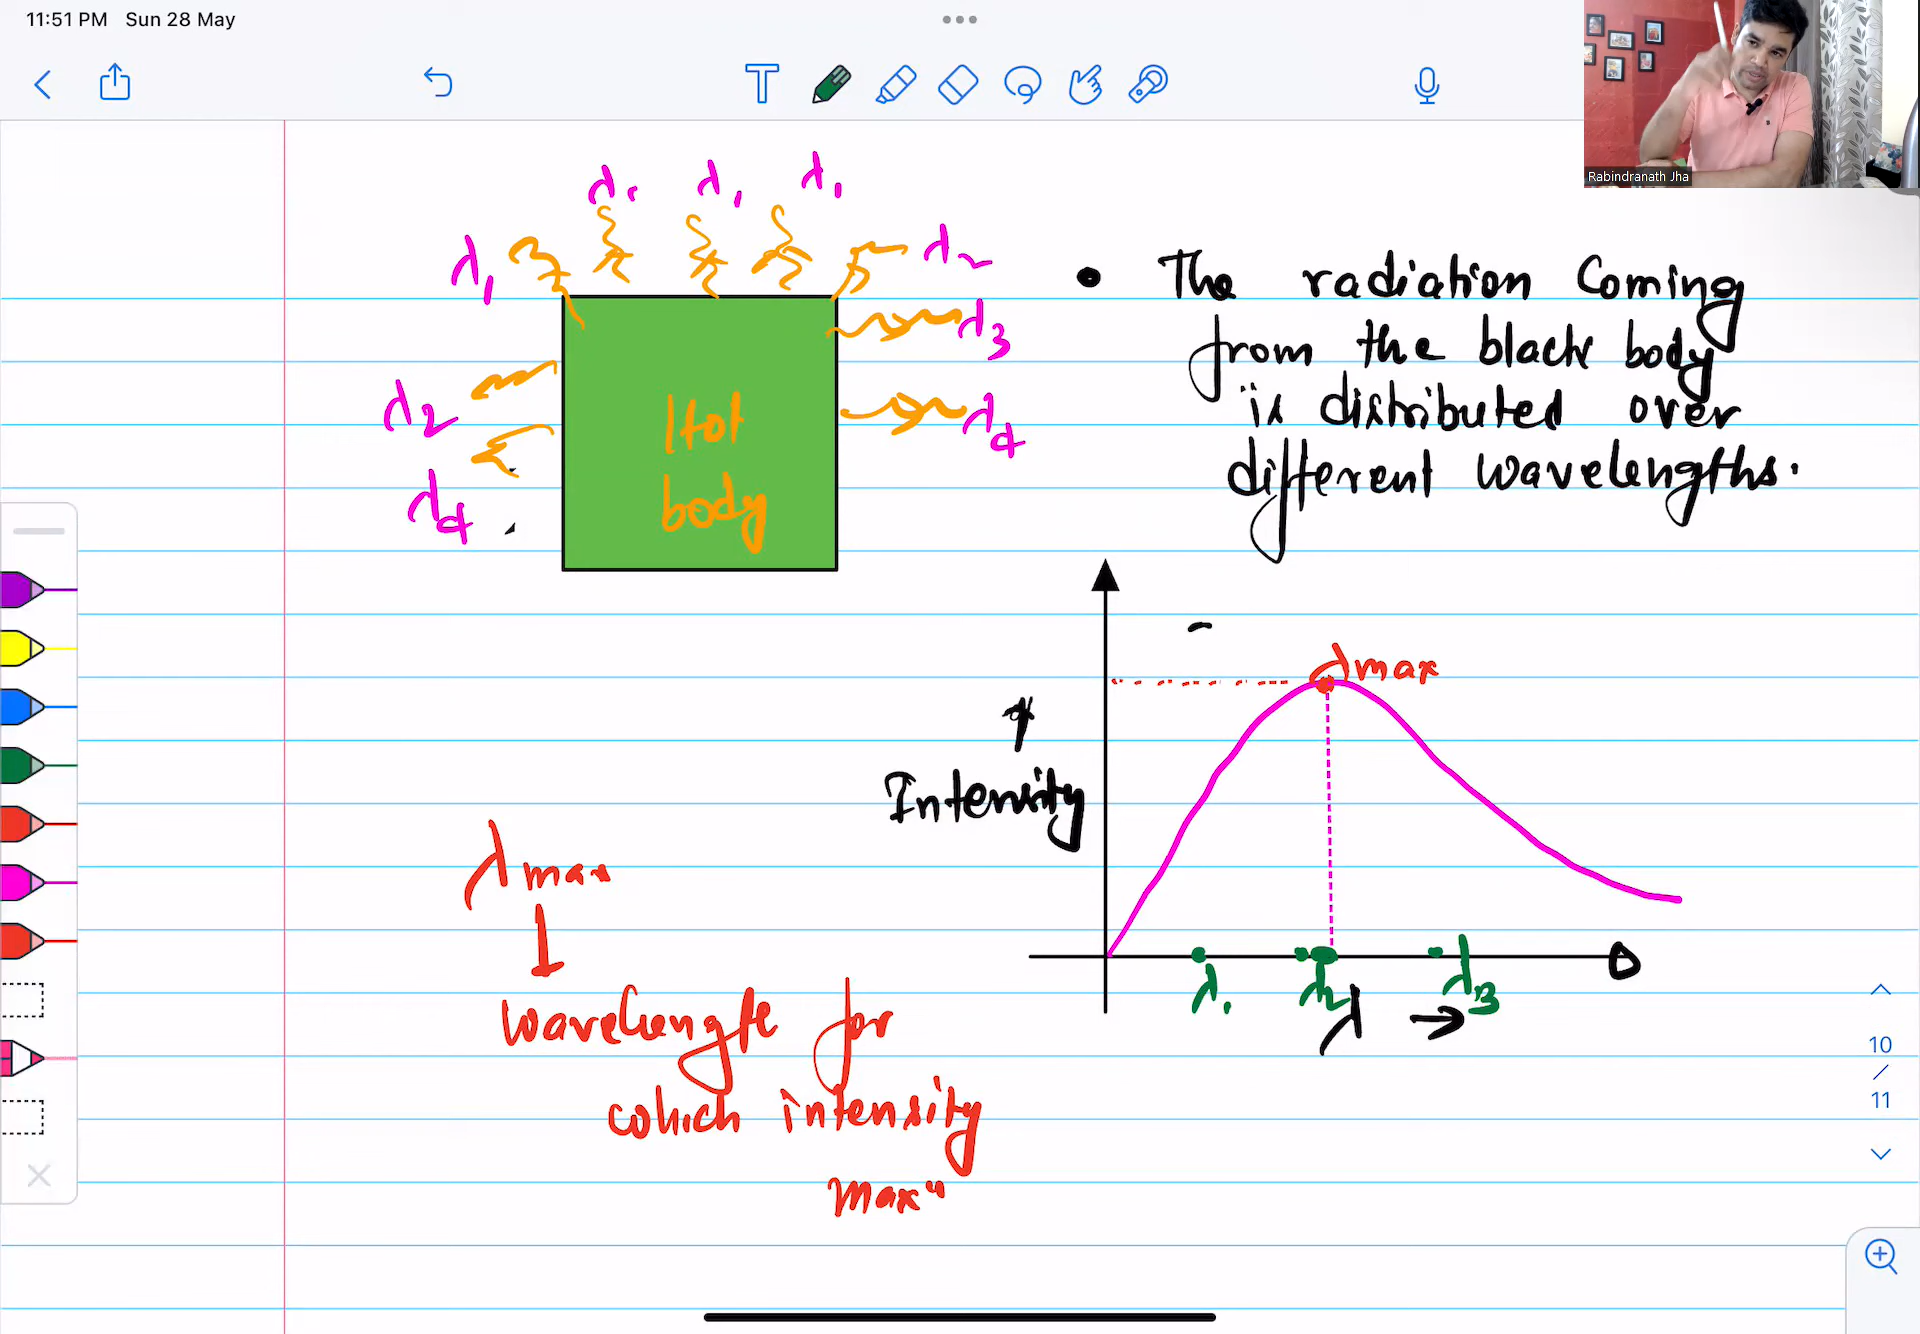 11:51 PM Sun 28 May
Rabindranath Jha
λ1 λ1 λ1
λ1 λ2
λ3
λ2 λ4
λ4
Hot
body
• The radiation Coming
from the black body
is distributed over
different wavelengths.
λmax
Intensity
λ1 λ2 λ3
λ →
λmax
wavelength for
which intensity
max^m
10
/
11